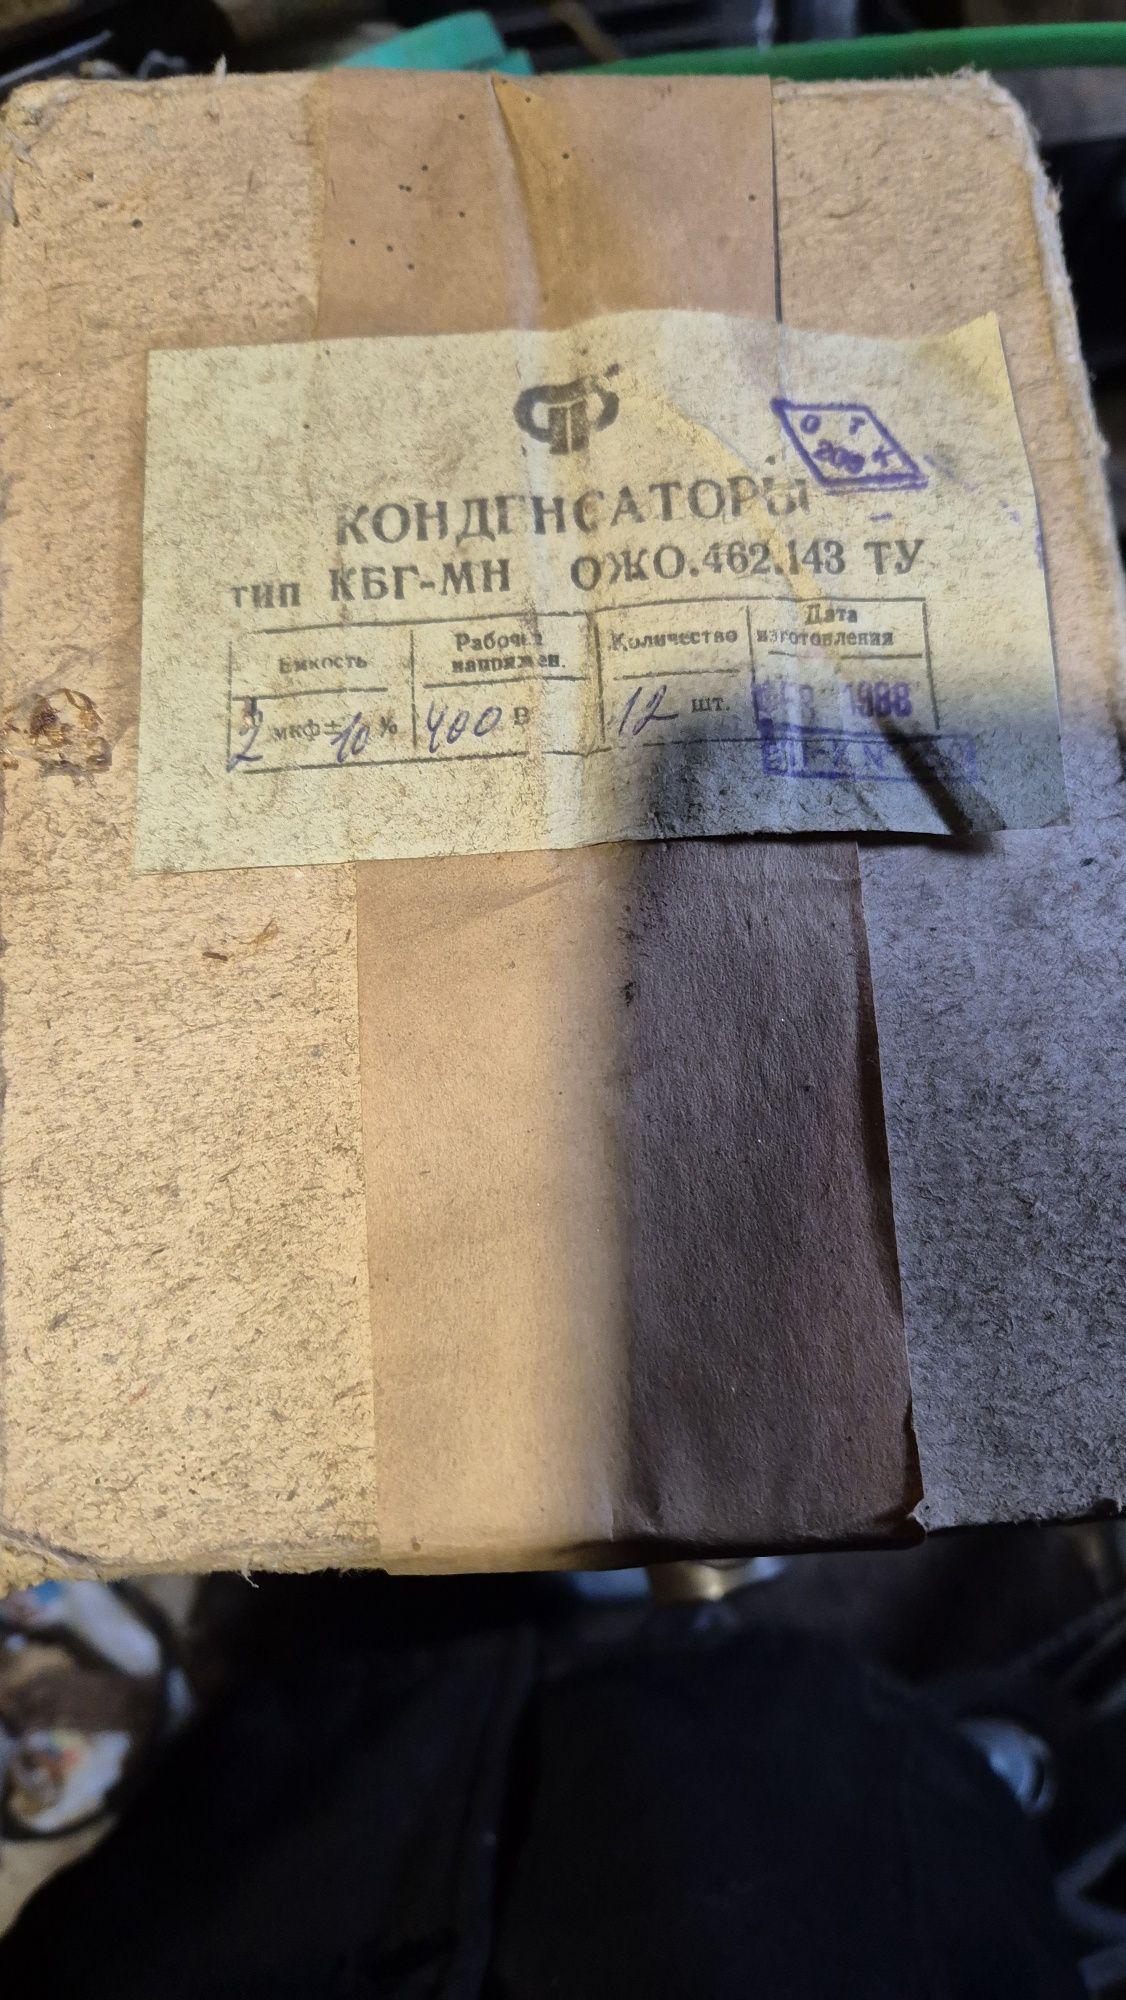 О Т
209 К
КОНДЕНСАТОРЫ
тип КБГ-МН ОЖО.462.143 ТУ
Емкость Рабочее напряжен. Количество Дата изготовления
2 мкф ± 10 % 400 В 12 шт. 1988